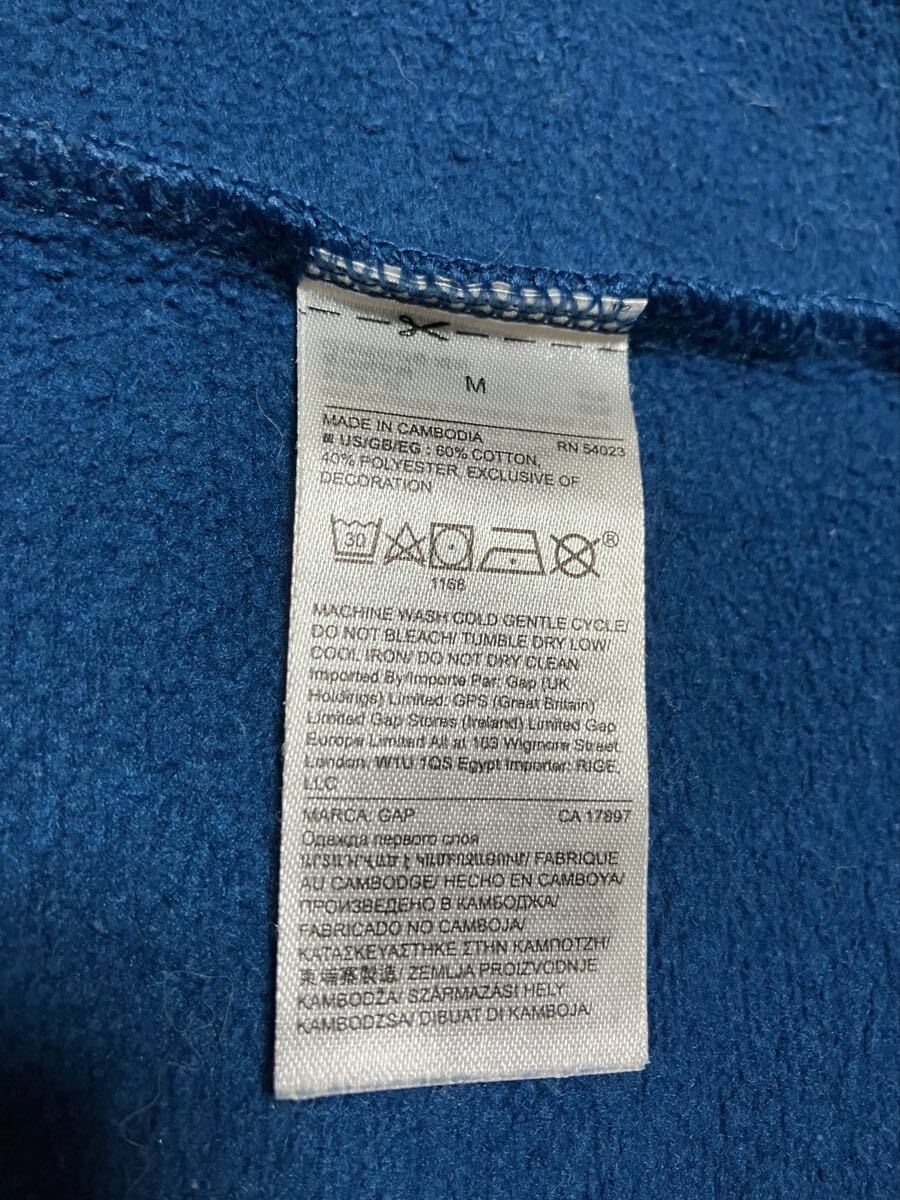 M
MADE IN CAMBODIA RN 54023
US/GB/EG : 60% COTTON,
40% POLYESTER, EXCLUSIVE OF
DECORATION
30 ®
1168
MACHINE WASH COLD GENTLE CYCLE/
DO NOT BLEACH/ TUMBLE DRY LOW/
COOL IRON/ DO NOT DRY CLEAN
Imported By/Importe Par: Gap (UK
Holdings) Limited: GPS (Great Britain)
Limited Gap Stores (Ireland) Limited Gap
Europe Limited All at 103 Wigmore Street
London, W1U 1QS Egypt Importer: RIGE,
LLC
MARCA: GAP CA 17897
Одежда первого слоя
ԱՐՏԱԴՐՎԱԾ Է ԿԱՄԲՈՋԱՅՈՒՄ/ FABRIQUE
AU CAMBODGE/ HECHO EN CAMBOYA/
ПРОИЗВЕДЕНО В КАМБОДЖА/
FABRICADO NO CAMBOJA/
ΚΑΤΑΣΚΕΥΑΣΤΗΚΕ ΣΤΗΝ ΚΑΜΠΟΤΖΗ/
柬埔寨製造/ ZEMLJA PROIZVODNJE
KAMBODŽA/ SZÁRMAZÁSI HELY:
KAMBODZSA/ DIBUAT DI KAMBOJA/